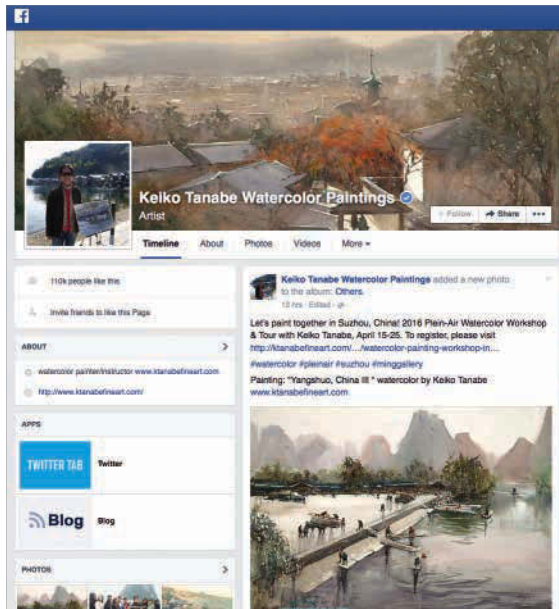 Keiko Tanabe Watercolor Paintings
Artist
Follow
Share
Timeline About Photos Videos More
110k people like this
Invite friends to like this Page
ABOUT
watercolor painter/instructor www.ktanabefineart.com
http://www.ktanabefineart.com/
APPS
TWITTER TAB
Twitter
Blog
Blog
PHOTOS
Keiko Tanabe Watercolor Paintings added a new photo
to the album: Others.
10 hrs · Edited ·
Let's paint together in Suzhou, China! 2016 Plein-Air Watercolor Workshop
& Tour with Keiko Tanabe, April 15-25. To register, please visit
http://ktanabefineart.com/.../watercolor-painting-workshop-in...
#watercolor #pleinair #suzhou #minggallery
Painting: "Yangshuo, China III " watercolor by Keiko Tanabe
www.ktanabefineart.com